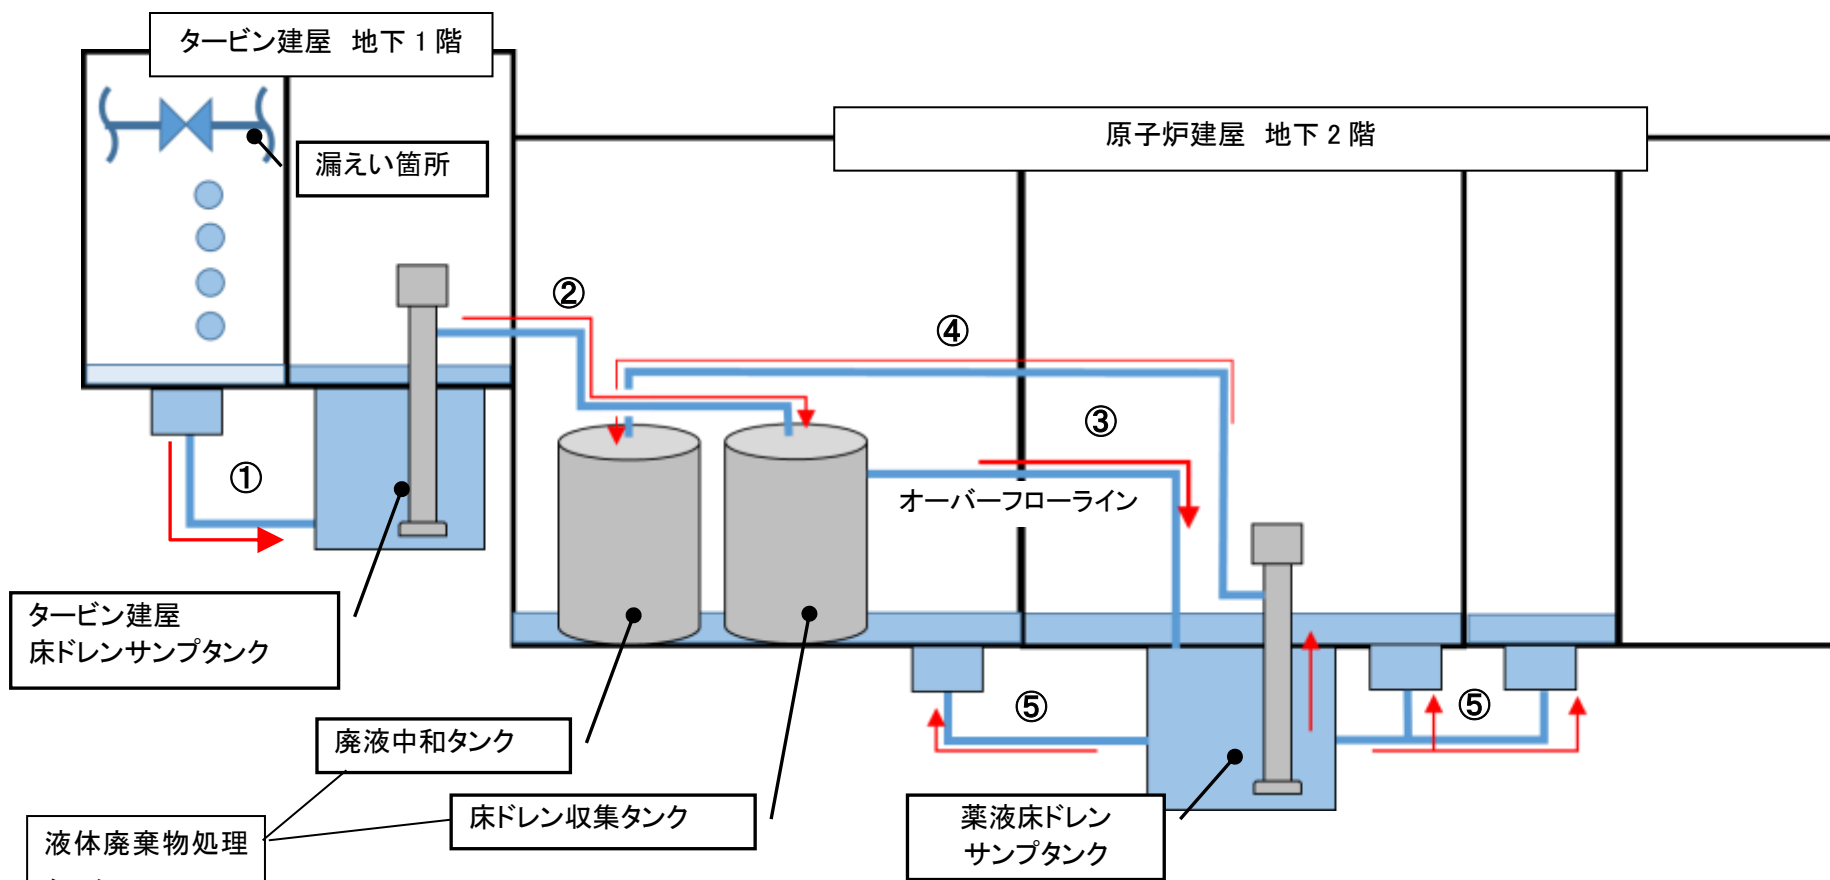 タービン建屋 地下1階
原子炉建屋 地下2階
漏えい箇所
②
④
③
①
オーバーフローライン
タービン建屋
床ドレンサンプタンク
⑤
⑤
廃液中和タンク
床ドレン収集タンク
薬液床ドレン
サンプタンク
液体廃棄物処理